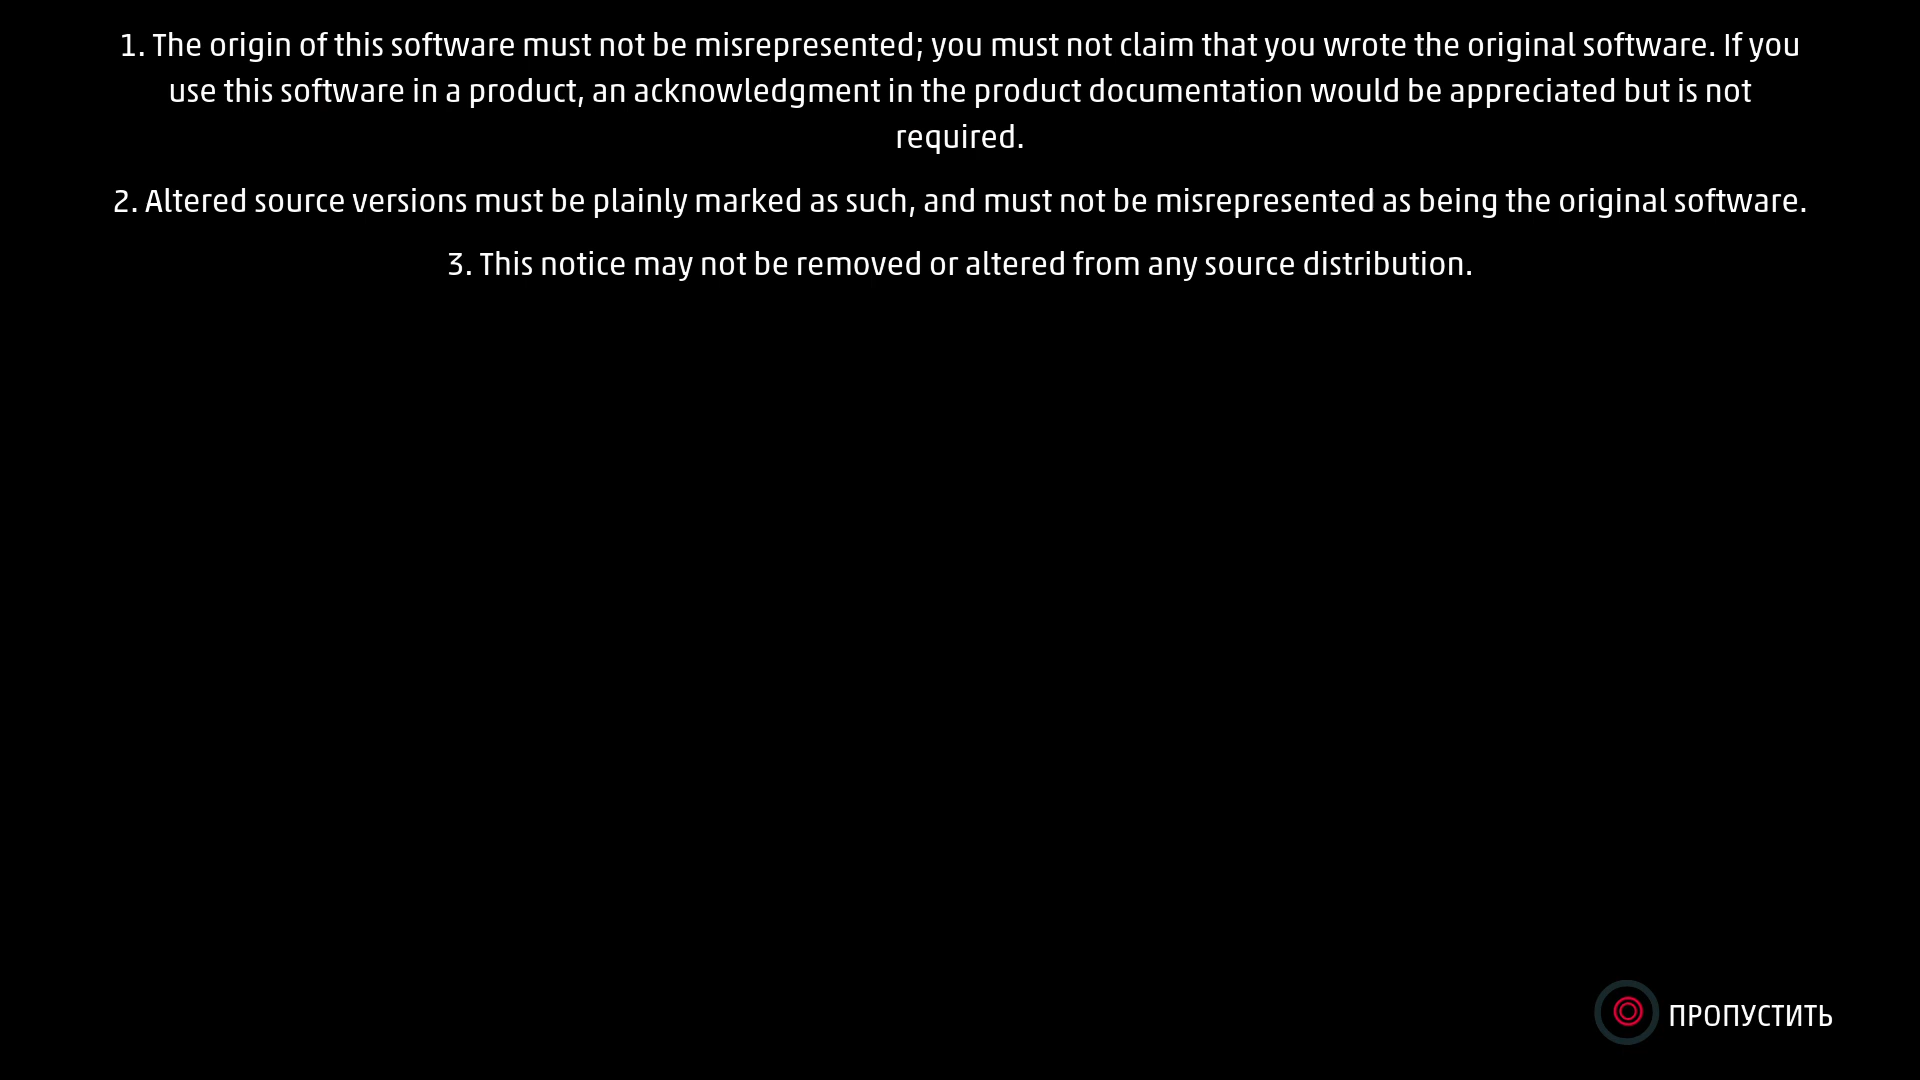 1. The origin of this software must not be misrepresented; you must not claim that you wrote the original software. If you
use this software in a product, an acknowledgment in the product documentation would be appreciated but is not
required.
2. Altered source versions must be plainly marked as such, and must not be misrepresented as being the original software.
3. This notice may not be removed or altered from any source distribution.
ПРОПУСТИТЬ